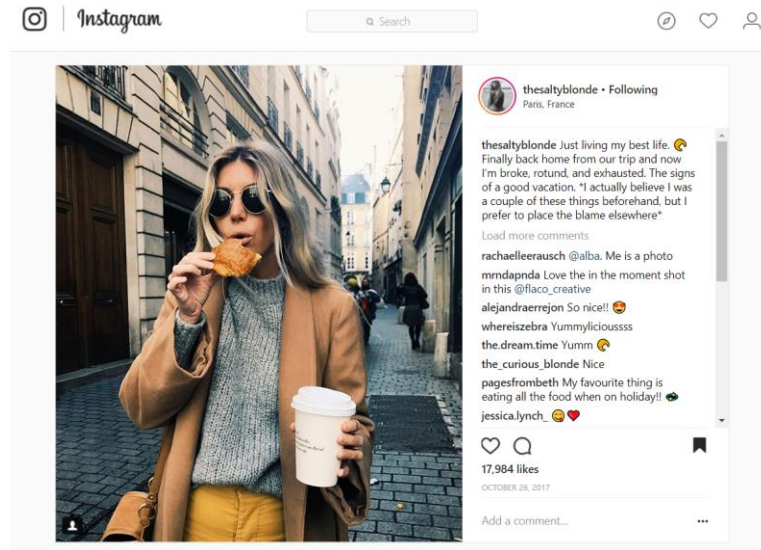 Instagram
Search
thesaltyblonde • Following
Paris, France
thesaltyblonde Just living my best life. 🥐
Finally back home from our trip and now
I'm broke, rotund, and exhausted. The signs
of a good vacation. *I actually believe I was
a couple of these things beforehand, but I
prefer to place the blame elsewhere*
Load more comments
rachaelleerausch @alba. Me is a photo
mrndapnda Love the in the moment shot
in this @flaco_creative
alejandraerrejon So nice!! 😍
whereiszebra Yummylicioussss
the.dream.time Yumm 🥐
the_curious_blonde Nice
pagesfrombeth My favourite thing is
eating all the food when on holiday!!
jessica.lynch_ 😋❤
17,984 likes
OCTOBER 26, 2017
Add a comment...